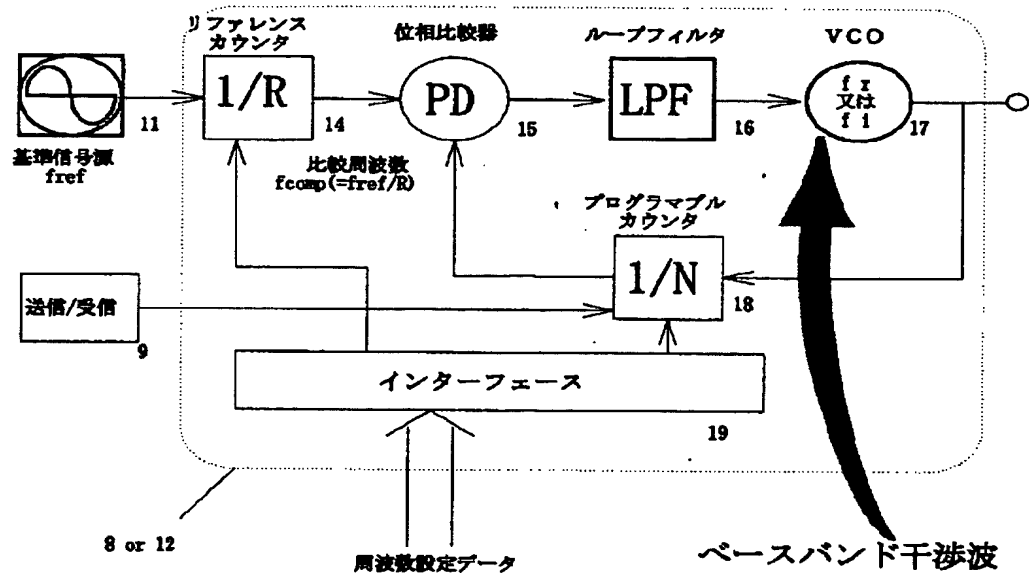 リファレンス
カウンタ
位相比較器
ループフィルタ
VCO
1/R
PD
LPF
fr
又は
fi
11
14
15
16
17
基準信号源
fref
比較周波数
fcomp(=fref/R)
プログラマブル
カウンタ
1/N
18
送信/受信
9
インターフェース
19
8 or 12
周波数設定データ
ベースバンド干渉波